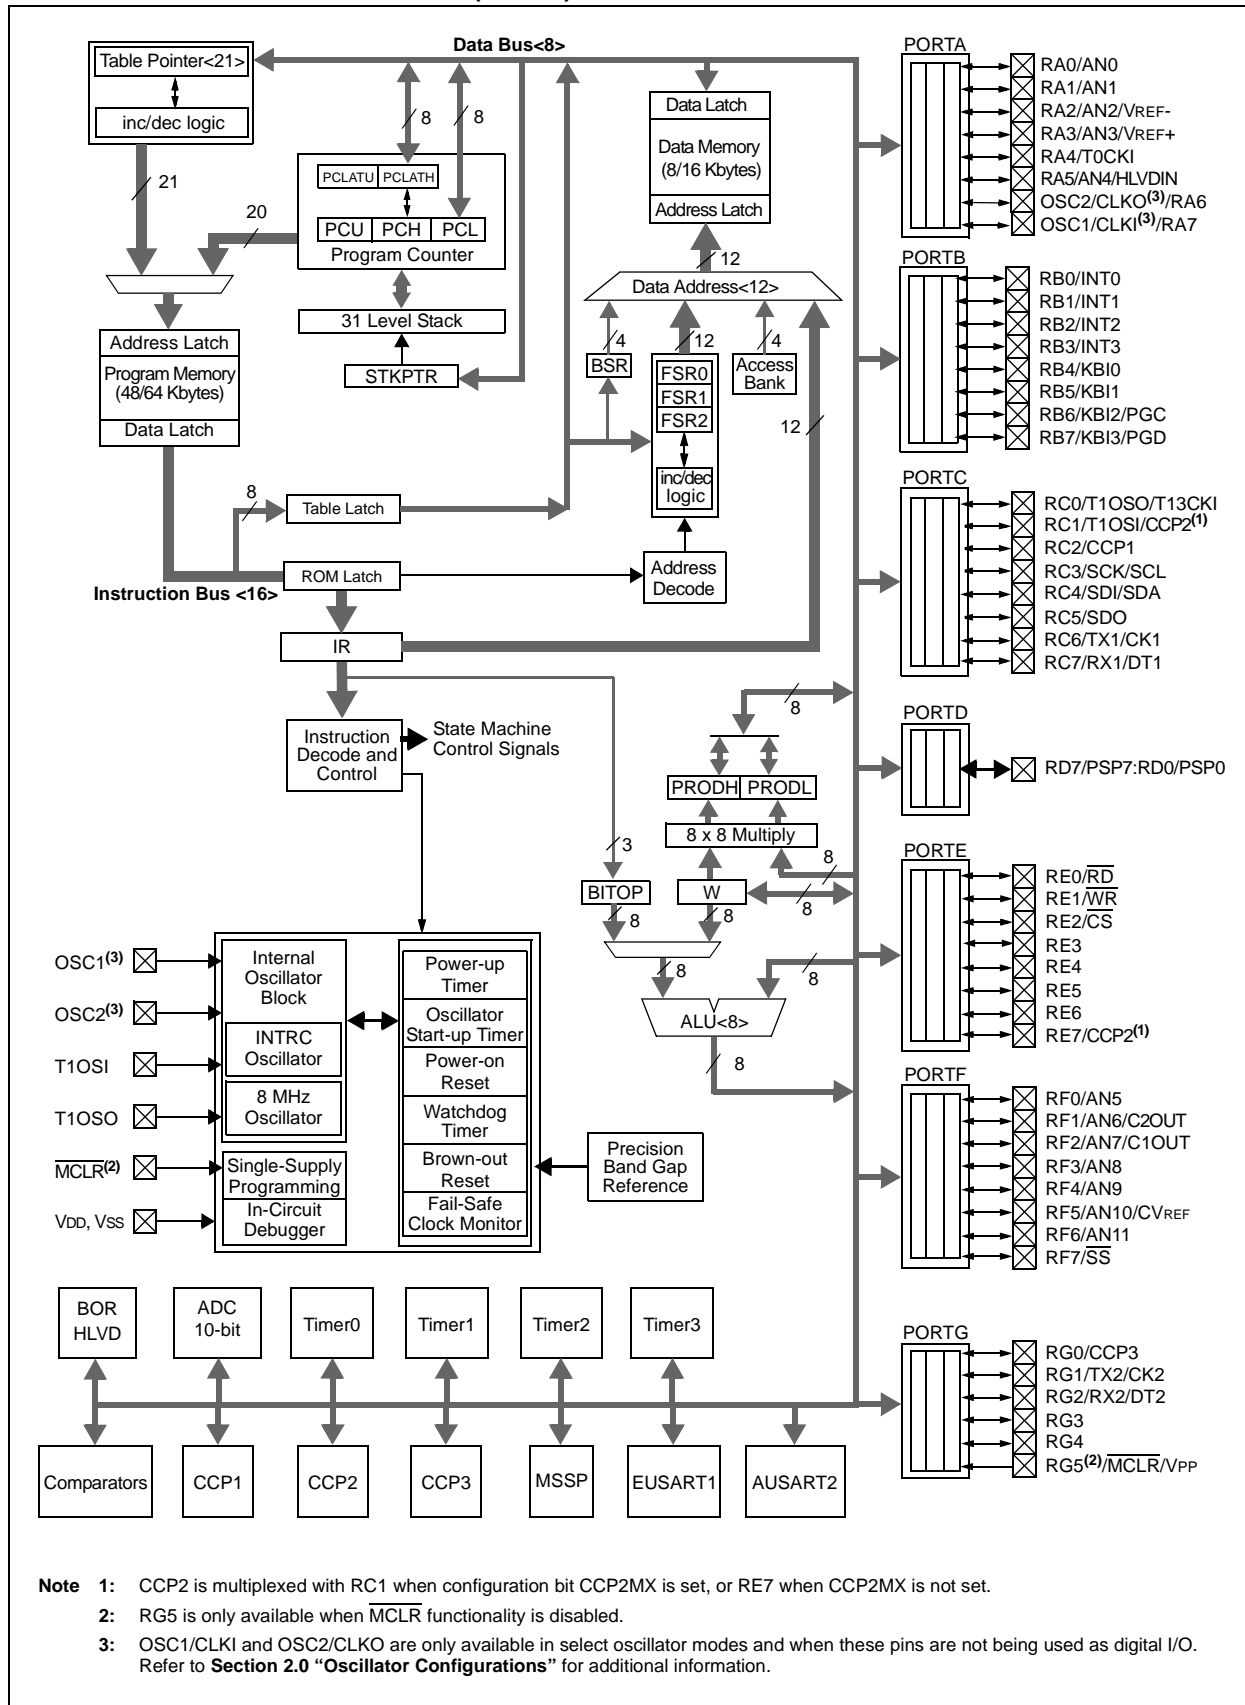 Data Bus<8>
Table Pointer<21>
inc/dec logic
21
20
8
8
PCLATU PCLATH
PCU PCH PCL
Program Counter
31 Level Stack
STKPTR
Address Latch
Program Memory
(48/64 Kbytes)
Data Latch
Data Latch
Data Memory
(8/16 Kbytes)
Address Latch
12
Data Address<12>
4
12
4
BSR
FSR0
FSR1
FSR2
inc/dec
logic
Access
Bank
12
8
Table Latch
ROM Latch
Instruction Bus <16>
Address
Decode
IR
Instruction
Decode and
Control
State Machine
Control Signals
8
PRODH PRODL
8 x 8 Multiply
3
8
BITOP
W
8
8
8
8
8
ALU<8>
8
OSC1(3)
OSC2(3)
T1OSI
T1OSO
MCLR(2)
VDD, VSS
Internal
Oscillator
Block
INTRC
Oscillator
8 MHz
Oscillator
Single-Supply
Programming
In-Circuit
Debugger
Power-up
Timer
Oscillator
Start-up Timer
Power-on
Reset
Watchdog
Timer
Brown-out
Reset
Fail-Safe
Clock Monitor
Precision
Band Gap
Reference
BOR
HLVD
ADC
10-bit
Timer0
Timer1
Timer2
Timer3
Comparators
CCP1
CCP2
CCP3
MSSP
EUSART1
AUSART2
PORTA
RA0/AN0
RA1/AN1
RA2/AN2/VREF-
RA3/AN3/VREF+
RA4/T0CKI
RA5/AN4/HLVDIN
OSC2/CLKO(3)/RA6
OSC1/CLKI(3)/RA7
PORTB
RB0/INT0
RB1/INT1
RB2/INT2
RB3/INT3
RB4/KBI0
RB5/KBI1
RB6/KBI2/PGC
RB7/KBI3/PGD
PORTC
RC0/T1OSO/T13CKI
RC1/T1OSI/CCP2(1)
RC2/CCP1
RC3/SCK/SCL
RC4/SDI/SDA
RC5/SDO
RC6/TX1/CK1
RC7/RX1/DT1
PORTD
RD7/PSP7:RD0/PSP0
PORTE
RE0/RD
RE1/WR
RE2/CS
RE3
RE4
RE5
RE6
RE7/CCP2(1)
PORTF
RF0/AN5
RF1/AN6/C2OUT
RF2/AN7/C1OUT
RF3/AN8
RF4/AN9
RF5/AN10/CVREF
RF6/AN11
RF7/SS
PORTG
RG0/CCP3
RG1/TX2/CK2
RG2/RX2/DT2
RG3
RG4
RG5(2)/MCLR/VPP
Note 1: CCP2 is multiplexed with RC1 when configuration bit CCP2MX is set, or RE7 when CCP2MX is not set.
2: RG5 is only available when MCLR functionality is disabled.
3: OSC1/CLKI and OSC2/CLKO are only available in select oscillator modes and when these pins are not being used as digital I/O.
Refer to Section 2.0 “Oscillator Configurations” for additional information.